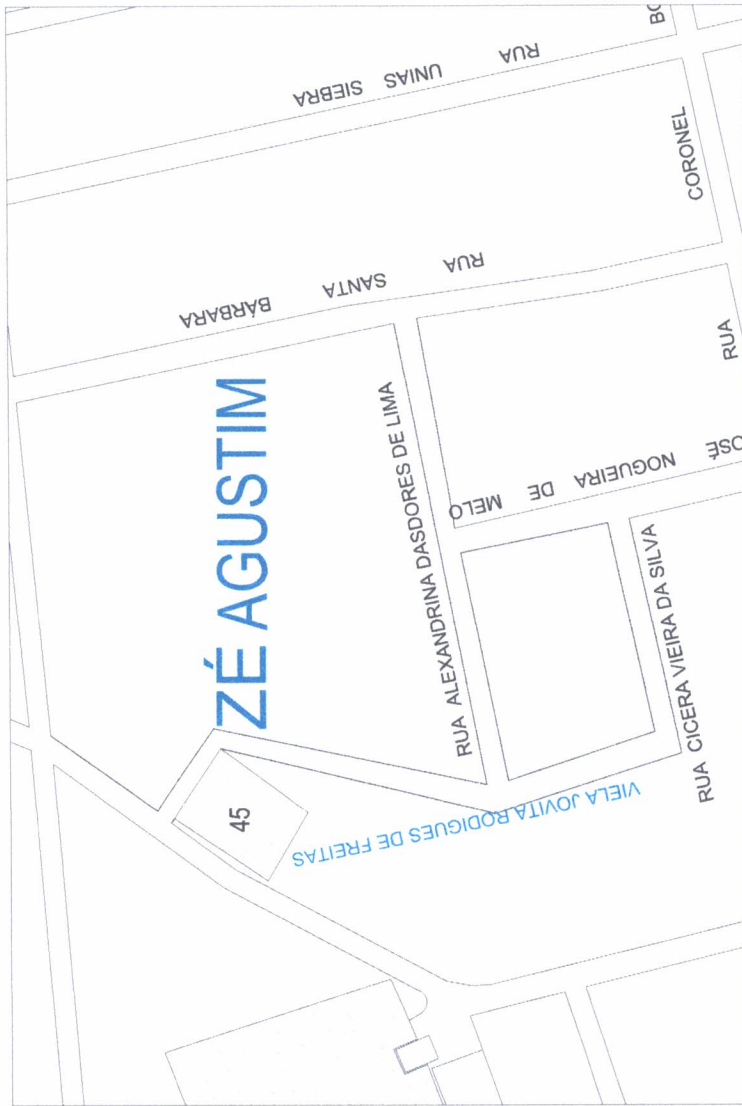 RUA UNIAS SIEBRA
BO
CORONEL
RUA SANTA BÁRBARA
RUA
ZÉ AGUSTIM
RUA ALEXANDRINA DASDORES DE LIMA
OSÉ NOGUEIRA DE MELO
RUA CICERA VIEIRA DA SILVA
45
VIELA JOVITA RODIGUES DE FREITAS